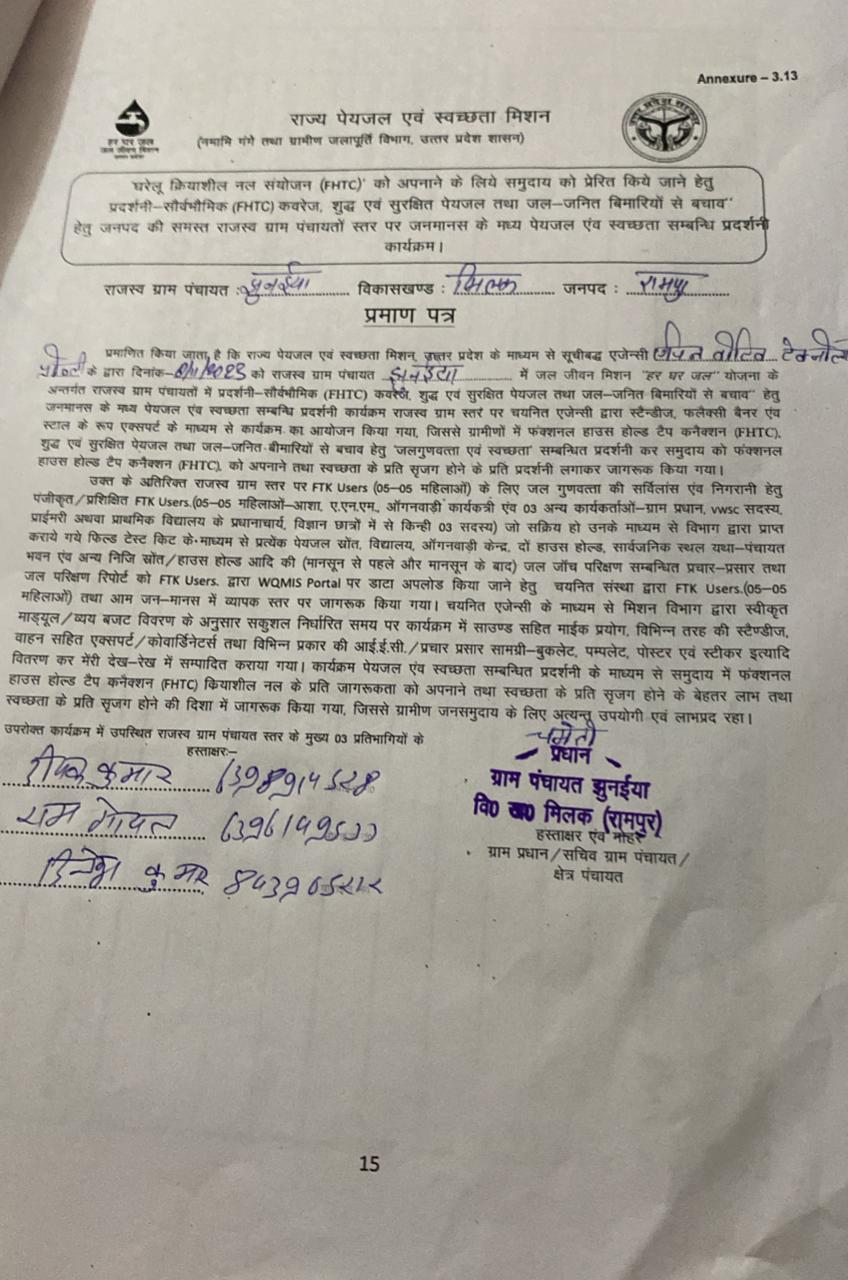 Annexure – 3.13
हर घर जल
जल जीवन मिशन
राज्य पेयजल एवं स्वच्छता मिशन
(नमामि गंगे तथा ग्रामीण जलापूर्ति विभाग, उत्तर प्रदेश शासन)
'घरेलू क्रियाशील नल संयोजन (FHTC)' को अपनाने के लिये समुदाय को प्रेरित किये जाने हेतु
प्रदर्शनी–सौर्वभौमिक (FHTC) कवरेज, शुद्ध एवं सुरक्षित पेयजल तथा जल–जनित बिमारियों से बचाव"
हेतु जनपद की समस्त राजस्व ग्राम पंचायतों स्तर पर जनमानस के मध्य पेयजल एंव स्वच्छता सम्बन्धि प्रदर्शनी
कार्यक्रम।
राजस्व ग्राम पंचायत : झुनईया विकासखण्ड : मिलक जनपद : रामपुर
प्रमाण पत्र
प्रमाणित किया जाता है कि राज्य पेयजल एवं स्वच्छता मिशन, उत्तर प्रदेश के माध्यम से सूचीबद्ध एजेन्सी
के द्वारा दिनांक– को राजस्व ग्राम पंचायत झुनईया में जल जीवन मिशन "हर घर जल" योजना के
अन्तर्गत राजस्व ग्राम पंचायतों में प्रदर्शनी–सौर्वभौमिक (FHTC) कवरेज, शुद्ध एवं सुरक्षित पेयजल तथा जल–जनित बिमारियों से बचाव" हेतु
जनमानस के मध्य पेयजल एंव स्वच्छता सम्बन्धि प्रदर्शनी कार्यक्रम राजस्व ग्राम स्तर पर चयनित एजेन्सी द्वारा स्टैन्डीज, फलैक्सी बैनर एंव
स्टाल के रूप एक्सपर्ट के माध्यम से कार्यक्रम का आयोजन किया गया, जिससे ग्रामीणों में फंक्शनल हाउस होल्ड टैप कनैक्शन (FHTC),
शुद्ध एवं सुरक्षित पेयजल तथा जल–जनित-बीमारियों से बचाव हेतु 'जलगुणवत्ता एवं स्वच्छता' सम्बन्धित प्रदर्शनी कर समुदाय को फंक्शनल
हाउस होल्ड टैप कनैक्शन (FHTC), को अपनाने तथा स्वच्छता के प्रति सृजग होने के प्रति प्रदर्शनी लगाकर जागरूक किया गया।
उक्त के अतिरिक्त राजस्व ग्राम स्तर पर FTK Users (05–05 महिलाओं) के लिए जल गुणवत्ता की सर्विलांस एंव निगरानी हेतु
पंजीकृत/प्रशिक्षित FTK Users.(05–05 महिलाओं–आशा, ए.एन.एम., ऑगनवाड़ी कार्यकत्री एंव 03 अन्य कार्यकर्ताओं–ग्राम प्रधान, vwsc सदस्य,
प्राईमरी अथवा प्राथमिक विद्यालय के प्रधानाचार्य, विज्ञान छात्रों में से किन्ही 03 सदस्य) जो सक्रिय हो उनके माध्यम से विभाग द्वारा प्राप्त
कराये गये फिल्ड टेस्ट किट के माध्यम से प्रत्येक पेयजल स्रोत, विद्यालय, ऑगनवाड़ी केन्द्र, दों हाउस होल्ड, सार्वजनिक स्थल यथा–पंचायत
भवन एंव अन्य निजि स्रोत/हाउस होल्ड आदि की (मानसून से पहले और मानसून के बाद) जल जाँच परिक्षण सम्बन्धित प्रचार–प्रसार तथा
जल परिक्षण रिपोर्ट को FTK Users. द्वारा WQMIS Portal पर डाटा अपलोड किया जाने हेतु चयनित संस्था द्वारा FTK Users.(05–05
महिलाओं) तथा आम जन–मानस में व्यापक स्तर पर जागरूक किया गया। चयनित एजेन्सी के माध्यम से मिशन विभाग द्वारा स्वीकृत
माड्यूल/व्यय बजट विवरण के अनुसार सकुशल निर्धारित समय पर कार्यक्रम में साउण्ड सहित माईक प्रयोग, विभिन्न तरह की स्टैण्डीज,
वाहन सहित एक्सपर्ट/कोवार्डिनेटर्स तथा विभिन्न प्रकार की आई.ई.सी./प्रचार प्रसार सामग्री–बुकलेट, पम्पलेट, पोस्टर एवं स्टीकर इत्यादि
वितरण कर मेंरी देख–रेख में सम्पादित कराया गया। कार्यक्रम पेयजल एंव स्वच्छता सम्बन्धित प्रदर्शनी के माध्यम से समुदाय में फंक्शनल
हाउस होल्ड टैप कनैक्शन (FHTC) कियाशील नल के प्रति जागरूकता को अपनाने तथा स्वच्छता के प्रति सृजग होने के बेहतर लाभ तथा
स्वच्छता के प्रति सृजग होने की दिशा में जागरूक किया गया, जिससे ग्रामीण जनसमुदाय के लिए अत्यन्त उपयोगी एवं लाभप्रद रहा।
उपरोक्त कार्यक्रम में उपस्थित राजस्व ग्राम पंचायत स्तर के मुख्य 03 प्रतिभागियों के
हस्ताक्षरः–
दीपक कुमार
राम गोपाल
दिनेश कुमार
चमेली
प्रधान
ग्राम पंचायत झुनईया
वि0 ख0 मिलक (रामपुर)
हस्ताक्षर एंव मोहर
ग्राम प्रधान/सचिव ग्राम पंचायत/
क्षेत्र पंचायत
15